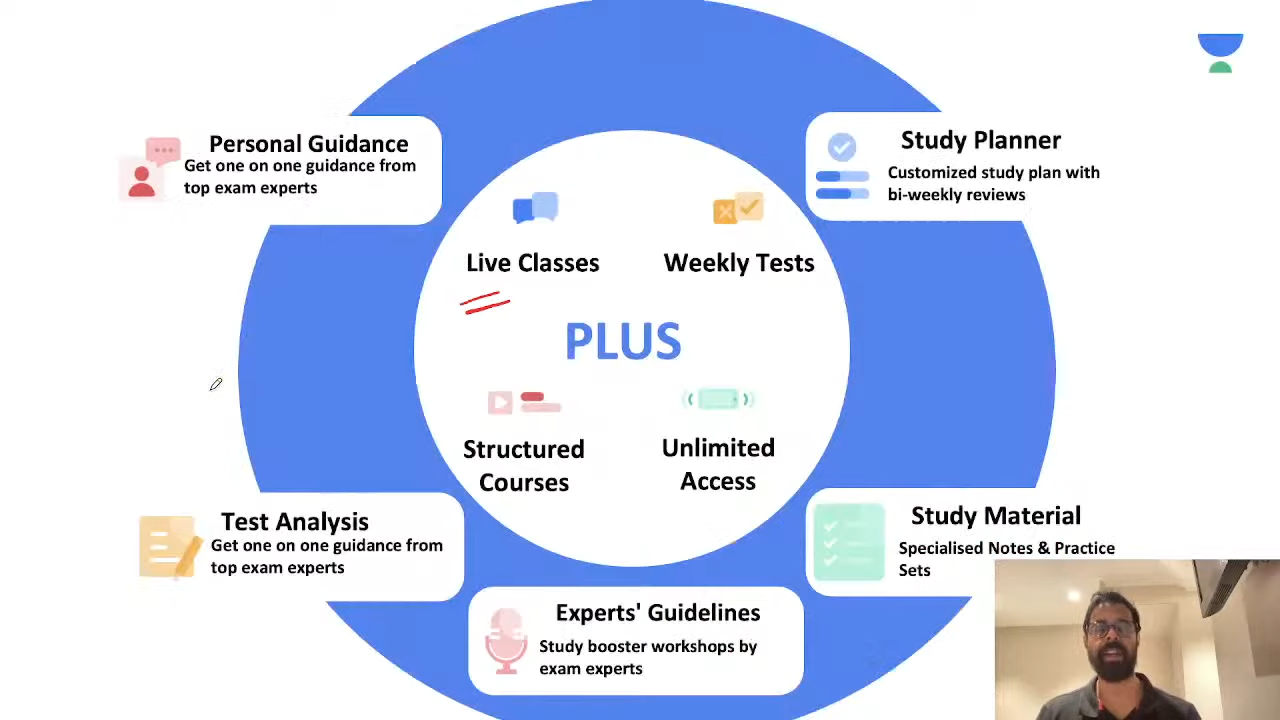 Personal Guidance
Get one on one guidance from
top exam experts
Study Planner
Customized study plan with
bi-weekly reviews
Live Classes
Weekly Tests
PLUS
Structured
Courses
Unlimited
Access
Test Analysis
Get one on one guidance from
top exam experts
Study Material
Specialised Notes & Practice
Sets
Experts' Guidelines
Study booster workshops by
exam experts